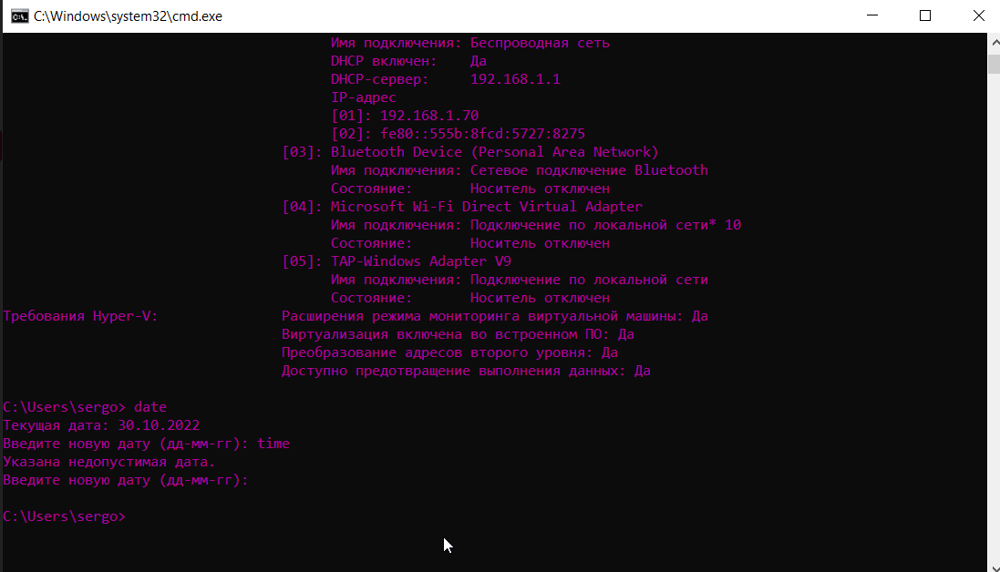 C:\Windows\system32\cmd.exe
Имя подключения: Беспроводная сеть
DHCP включен: Да
DHCP-сервер: 192.168.1.1
IP-адрес
[01]: 192.168.1.70
[02]: fe80::555b:8fcd:5727:8275
[03]: Bluetooth Device (Personal Area Network)
Имя подключения: Сетевое подключение Bluetooth
Состояние: Носитель отключен
[04]: Microsoft Wi-Fi Direct Virtual Adapter
Имя подключения: Подключение по локальной сети* 10
Состояние: Носитель отключен
[05]: TAP-Windows Adapter V9
Имя подключения: Подключение по локальной сети
Состояние: Носитель отключен
Требования Hyper-V: Расширения режима мониторинга виртуальной машины: Да
Виртуализация включена во встроенном ПО: Да
Преобразование адресов второго уровня: Да
Доступно предотвращение выполнения данных: Да
C:\Users\sergo> date
Текущая дата: 30.10.2022
Введите новую дату (дд-мм-гг): time
Указана недопустимая дата.
Введите новую дату (дд-мм-гг):
C:\Users\sergo>